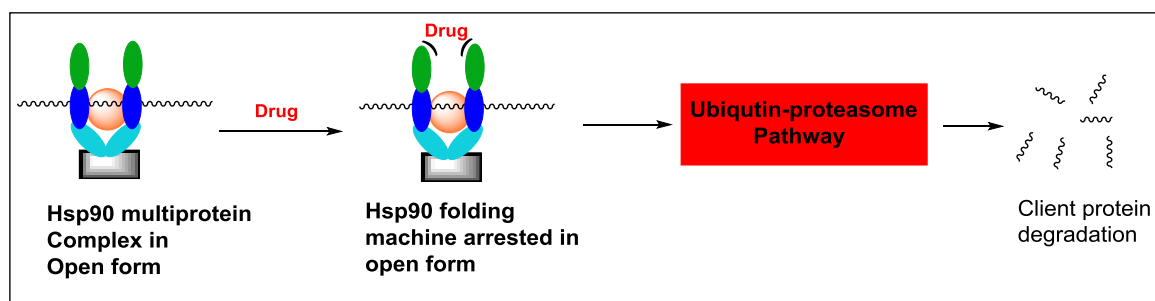 Drug
Drug
Ubiqutin-proteasome
Pathway
Hsp90 multiprotein
Complex in
Open form
Hsp90 folding
machine arrested in
open form
Client protein
degradation